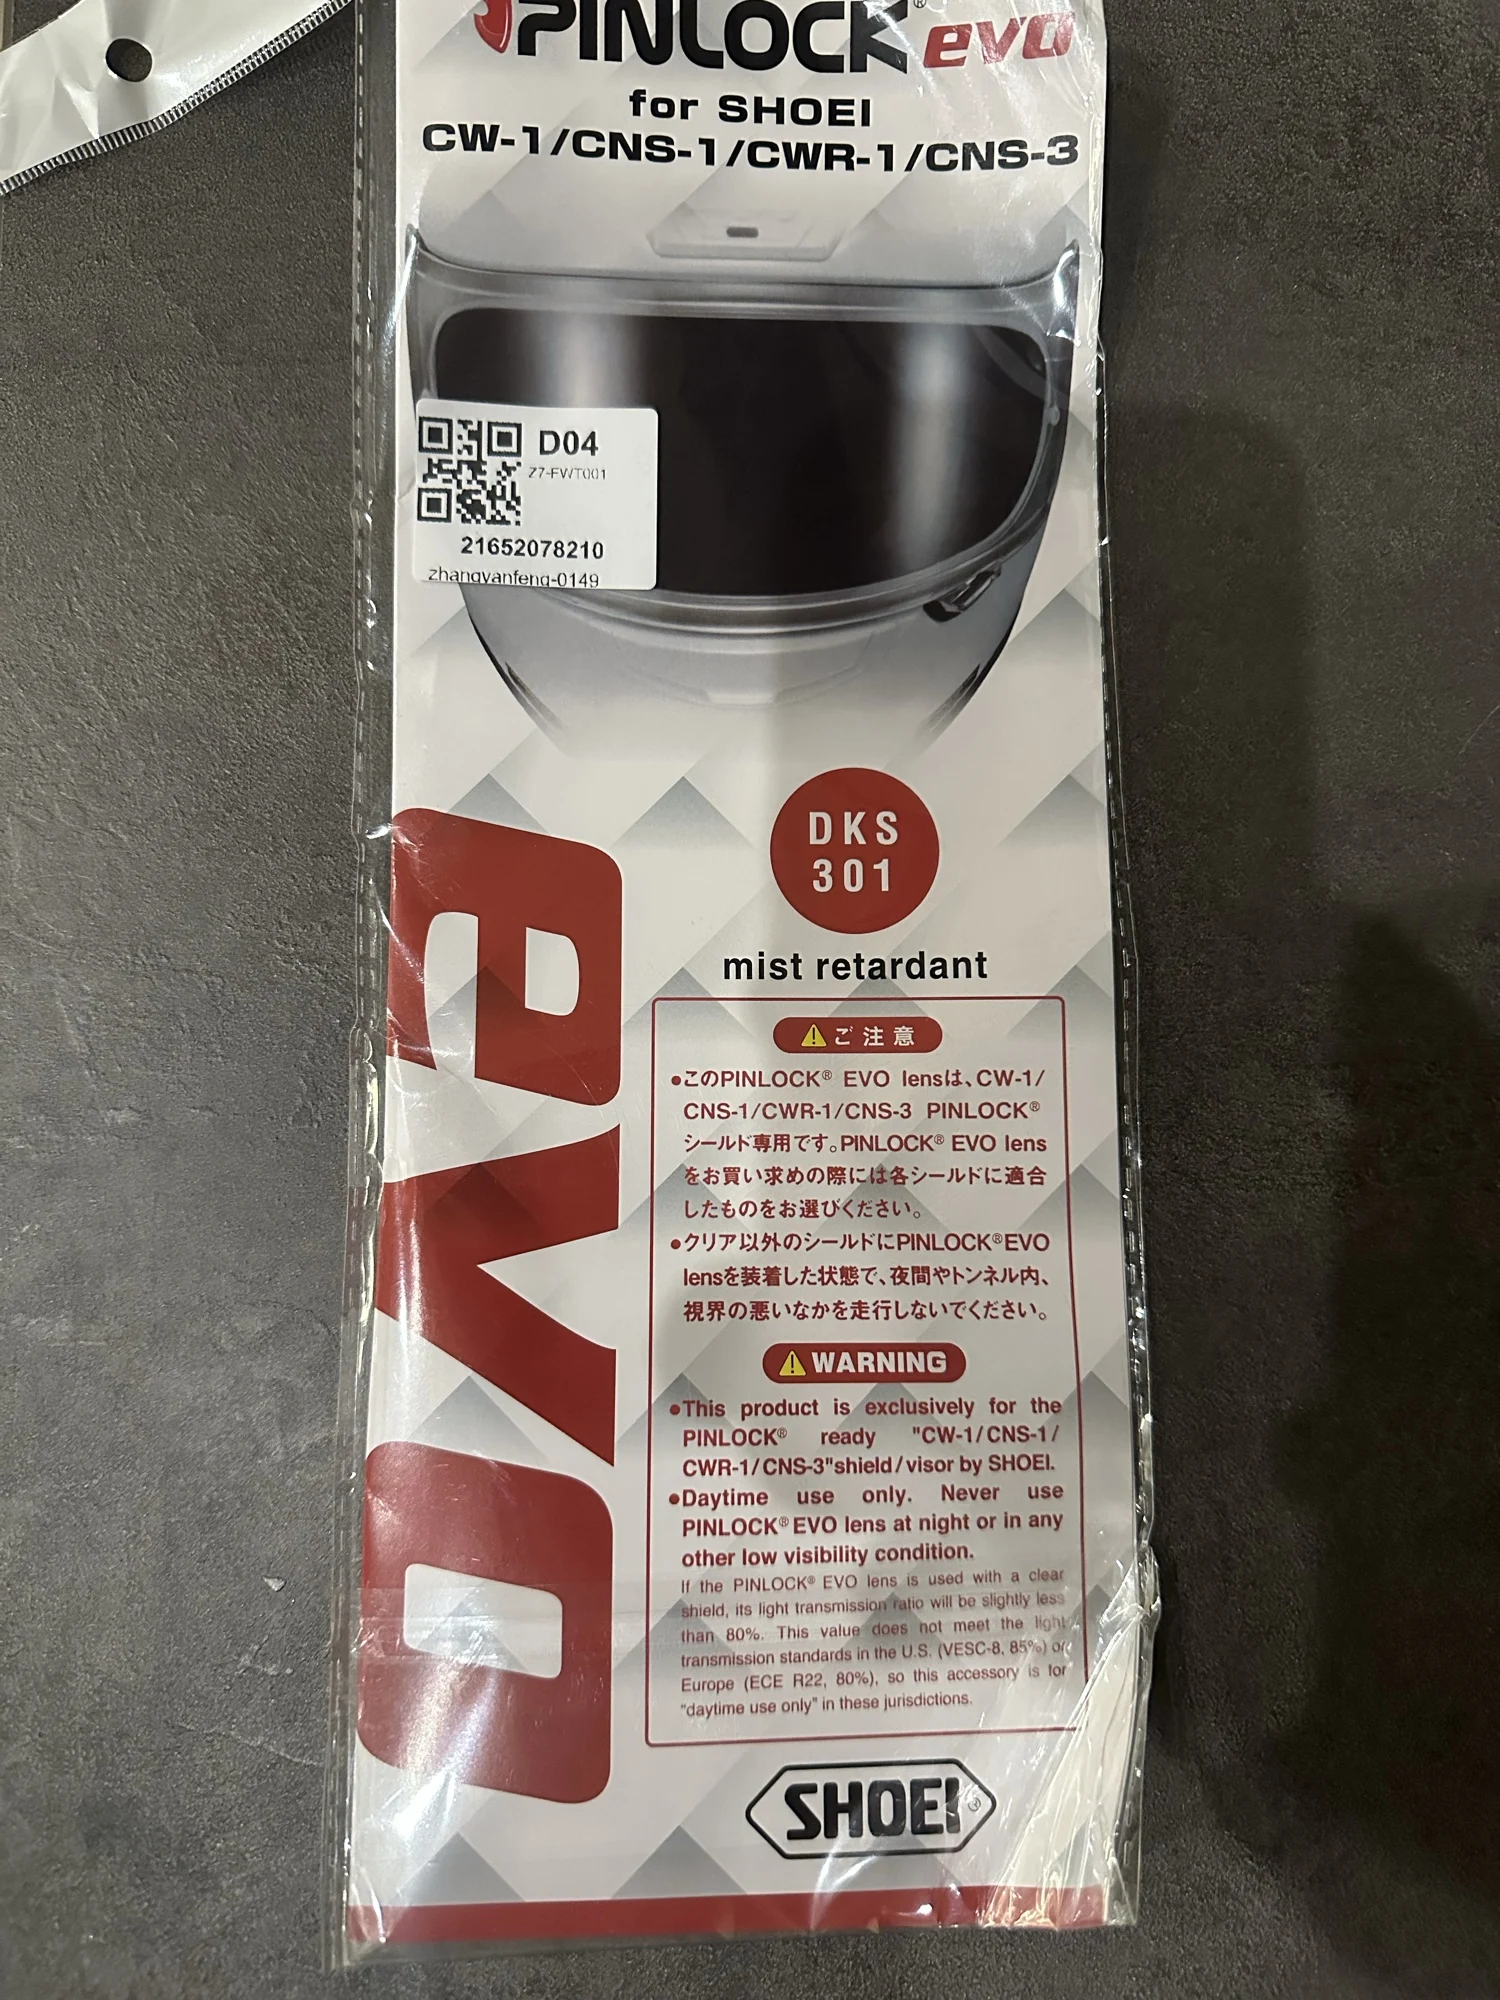 PINLOCK® evo
for SHOEI
CW-1/CNS-1/CWR-1/CNS-3
D04
Z7-FWT001
21652078210
zhangyanfeng-0149
DKS
301
mist retardant
⚠ご注意
●このPINLOCK® EVO lensは、CW-1/
CNS-1/CWR-1/CNS-3 PINLOCK®
シールド専用です。PINLOCK® EVO lens
をお買い求めの際には各シールドに適合
したものをお選びください。
●クリア以外のシールドにPINLOCK®EVO
lensを装着した状態で、夜間やトンネル内、
視界の悪いなかを走行しないでください。
⚠WARNING
●This product is exclusively for the
PINLOCK® ready "CW-1/CNS-1/
CWR-1/CNS-3"shield/visor by SHOEI.
●Daytime use only. Never use
PINLOCK® EVO lens at night or in any
other low visibility condition.
If the PINLOCK® EVO lens is used with a clear
shield, its light transmission ratio will be slightly less
than 80%. This value does not meet the light
transmission standards in the U.S. (VESC-8, 85%) or
Europe (ECE R22, 80%), so this accessory is for
"daytime use only" in these jurisdictions.
evo
SHOEI®